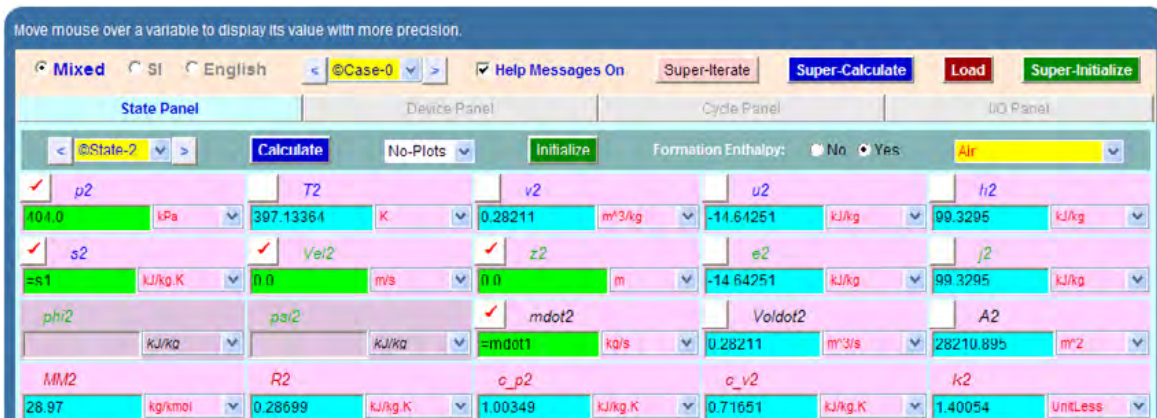 Move mouse over a variable to display its value with more precision.
Mixed SI English < ©Case-0 > Help Messages On Super-Iterate Super-Calculate Load Super-Initialize
State Panel Device Panel Cycle Panel I/O Panel
< ©State-2 > Calculate No-Plots Initialize Formation Enthalpy: No Yes Air
p2 T2 v2 u2 h2
404.0 kPa 397.13364 K 0.28211 m^3/kg -14.64251 kJ/kg 99.3295 kJ/kg
s2 Vel2 z2 e2 j2
=s1 kJ/kg.K 0.0 m/s 0.0 m -14.64251 kJ/kg 99.3295 kJ/kg
phi2 psi2 mdot2 Voldot2 A2
kJ/kg kJ/kg =mdot1 kg/s 0.28211 m^3/s 28210.895 m^2
MM2 R2 c_p2 c_v2 k2
28.97 kg/kmol 0.28699 kJ/kg.K 1.00349 kJ/kg.K 0.71651 kJ/kg.K 1.40054 UnitLess